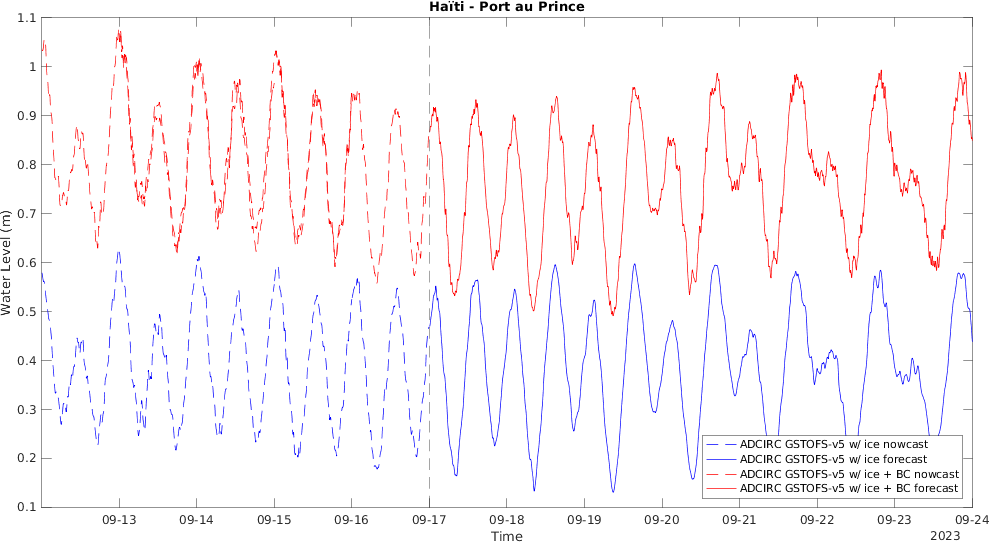 Haïti - Port au Prince
1.1
1
0.9
0.8
0.7
0.6
0.5
0.4
0.3
0.2
0.1
Water Level (m)
ADCIRC GSTOFS-v5 w/ ice nowcast
ADCIRC GSTOFS-v5 w/ ice forecast
ADCIRC GSTOFS-v5 w/ ice + BC nowcast
ADCIRC GSTOFS-v5 w/ ice + BC forecast
09-13 09-14 09-15 09-16 09-17 09-18 09-19 09-20 09-21 09-22 09-23 09-24
Time
2023